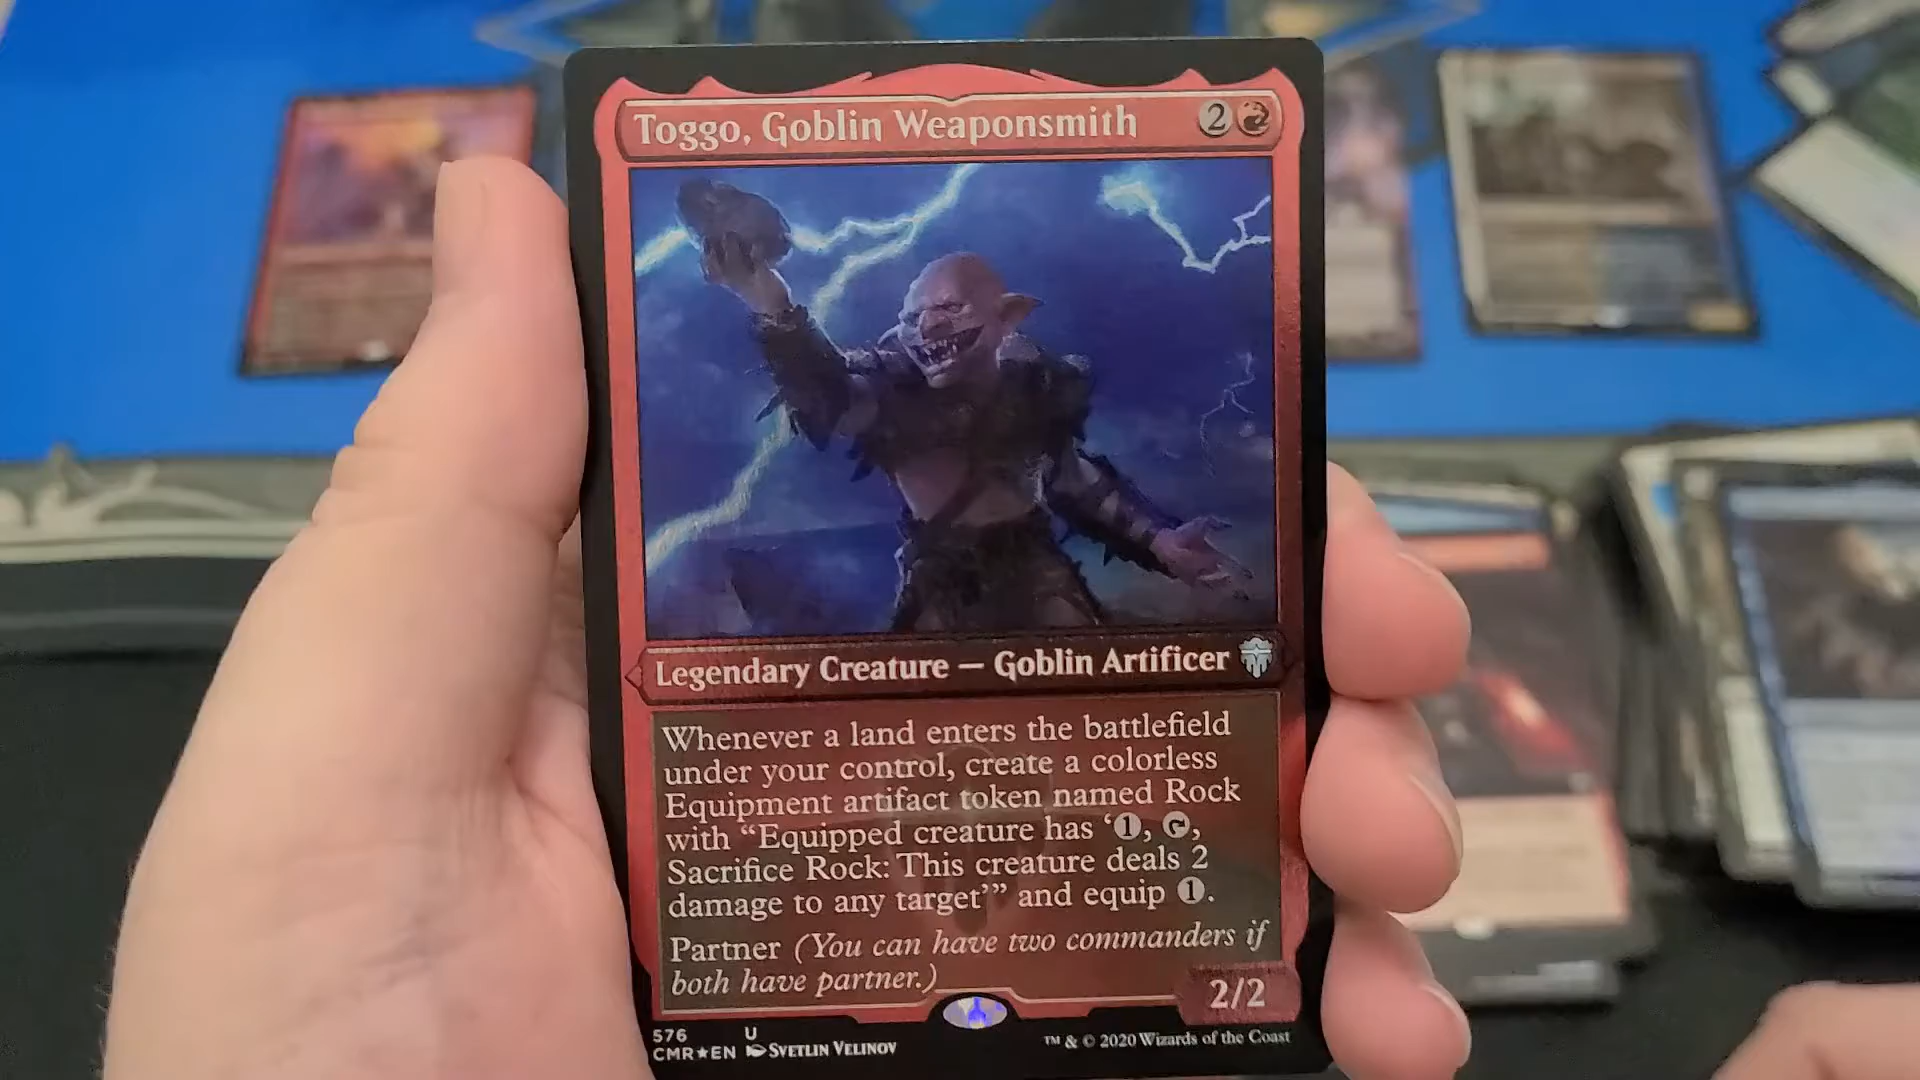 Toggo, Goblin Weaponsmith 2
Legendary Creature — Goblin Artificer
Whenever a land enters the battlefield
under your control, create a colorless
Equipment artifact token named Rock
with “Equipped creature has ‘1, ,
Sacrifice Rock: This creature deals 2
damage to any target’” and equip 1.
Partner (You can have two commanders if
both have partner.)
2/2
576 U
CMR★EN Svetlin Velinov
™ & © 2020 Wizards of the Coast